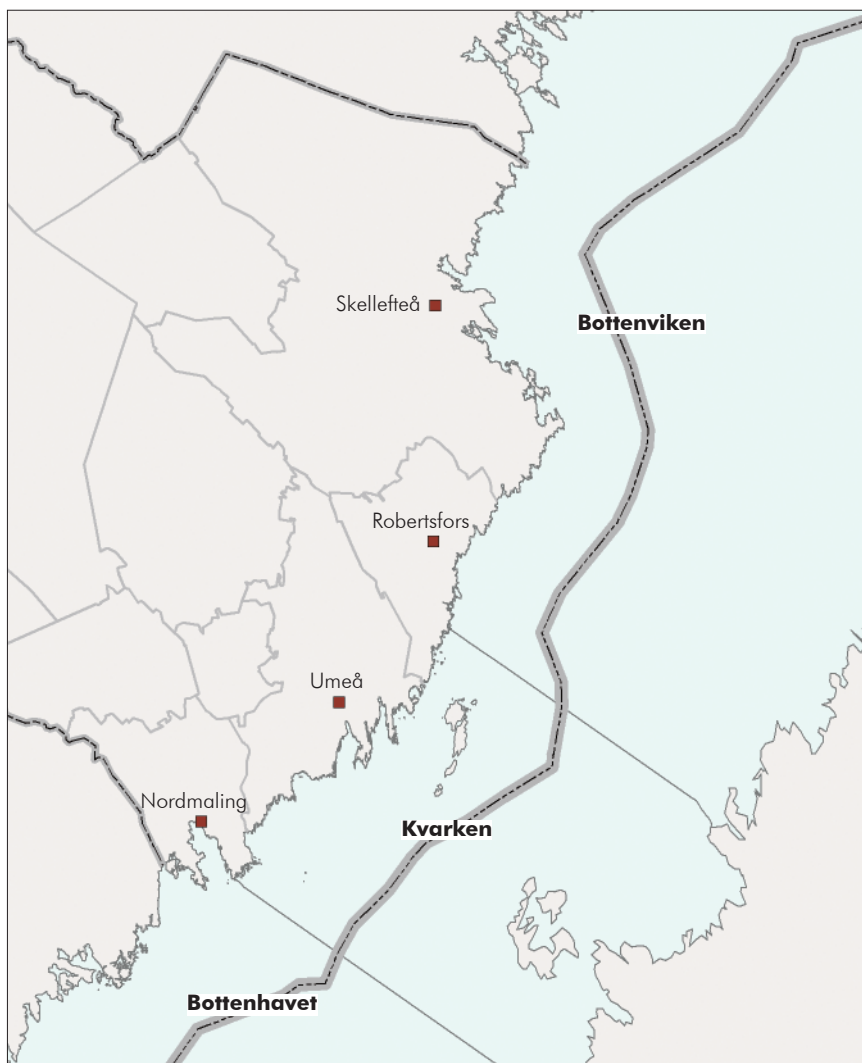 Skellefteå
Bottenviken
Robertsfors
Umeå
Nordmaling
Kvarken
Bottenhavet